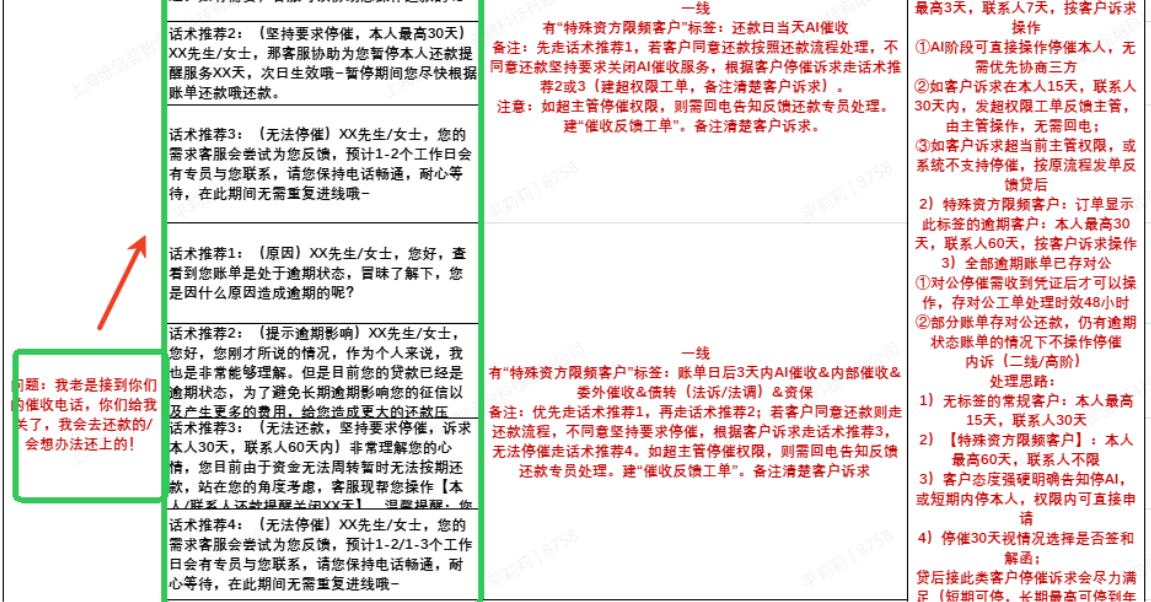 话术推荐2：（坚持要求停催，本人最高30天）
XX先生/女士，那客服协助为您暂停本人还款提
醒服务XX天，次日生效哦~暂停期间您尽快根据
账单还款哦还款。
话术推荐3：（无法停催）XX先生/女士，您的
需求客服会尝试为您反馈，预计1-2个工作日会
有专员与您联系，请您保持电话畅通，耐心等
待，在此期间无需重复进线哦~
话术推荐1：（原因）XX先生/女士，您好，查
看到您账单是处于逾期状态，冒昧了解下，您
是因什么原因造成逾期的呢？
问题：我老是接到你们
的催收电话，你们给我
关了，我会去还款的/
会想办法还上的！
话术推荐2：（提示逾期影响）XX先生/女士，
您好，您刚才所说的情况，作为个人来说，我
也是非常能够理解。但是目前您的贷款已经是
逾期状态，为了避免长期逾期影响您的征信以
及产生更多的费用，给您造成更大的还款压
话术推荐3：（无法还款，坚持要求停催，诉求
本人30天，联系人60天内）非常理解您的心
情，您目前由于资金无法周转暂时无法按期还
款，站在您的角度考虑，客服现帮您操作【本
人/联系人还款提醒关闭XX天】，温馨提醒：您
话术推荐4：（无法停催）XX先生/女士，您的
需求客服会尝试为您反馈，预计1-2/1-3个工作
日会有专员与您联系，请您保持电话畅通，耐
心等待，在此期间无需重复进线哦~
一线
有“特殊资方限频客户”标签：还款日当天AI催收
备注：先走话术推荐1，若客户同意还款按照还款流程处理，不
同意还款坚持要求关闭AI催收服务，根据客户停催诉求走话术推
荐2或3（建超权限工单，备注清楚客户诉求）。
注意：如超主管停催权限，则需回电告知反馈还款专员处理。
建“催收反馈工单”。备注清楚客户诉求。
一线
有“特殊资方限频客户”标签：账单日后3天内AI催收&内部催收&
委外催收&债转（法诉/法调）&资保
备注：优先走话术推荐1，再走话术推荐2；若客户同意还款则走
还款流程，不同意坚持要求停催，根据客户诉求走话术推荐3，
无法停催走话术推荐4。如超主管停催权限，则需回电告知反馈
还款专员处理。建“催收反馈工单”。备注清楚客户诉求
最高3天，联系人7天，按客户诉求
操作
①AI阶段可直接操作停催本人，无
需优先协商三方
②如客户诉求在本人15天，联系人
30天内，发超权限工单反馈主管，
由主管操作，无需回电；
③如客户诉求超当前主管权限，或
系统不支持停催，按原流程发单反
馈贷后
2）特殊资方限频客户：订单显示
此标签的逾期客户：本人最高30
天，联系人60天，按客户诉求操作
3）全部逾期账单已存对公
①对公停催需收到凭证后才可以操
作，存对公工单处理时效48小时
②部分账单存对公还款，仍有逾期
状态账单的情况下不操作停催
内诉（二线/高阶）
处理思路：
1）无标签的常规客户：本人最高
15天，联系人30天
2）【特殊资方限频客户】：本人
最高60天，联系人不限
3）客户态度强硬明确告知停AI，
或短期内停本人，权限内可直接申
请
4）停催30天视情况选择是否签和
解函；
贷后接此类客户停催诉求会尽力满
足（短期可停，长期最高可停到年
平莉莉 | 8758
平莉莉 | 8758
平莉莉 | 8758
平莉莉 | 8758